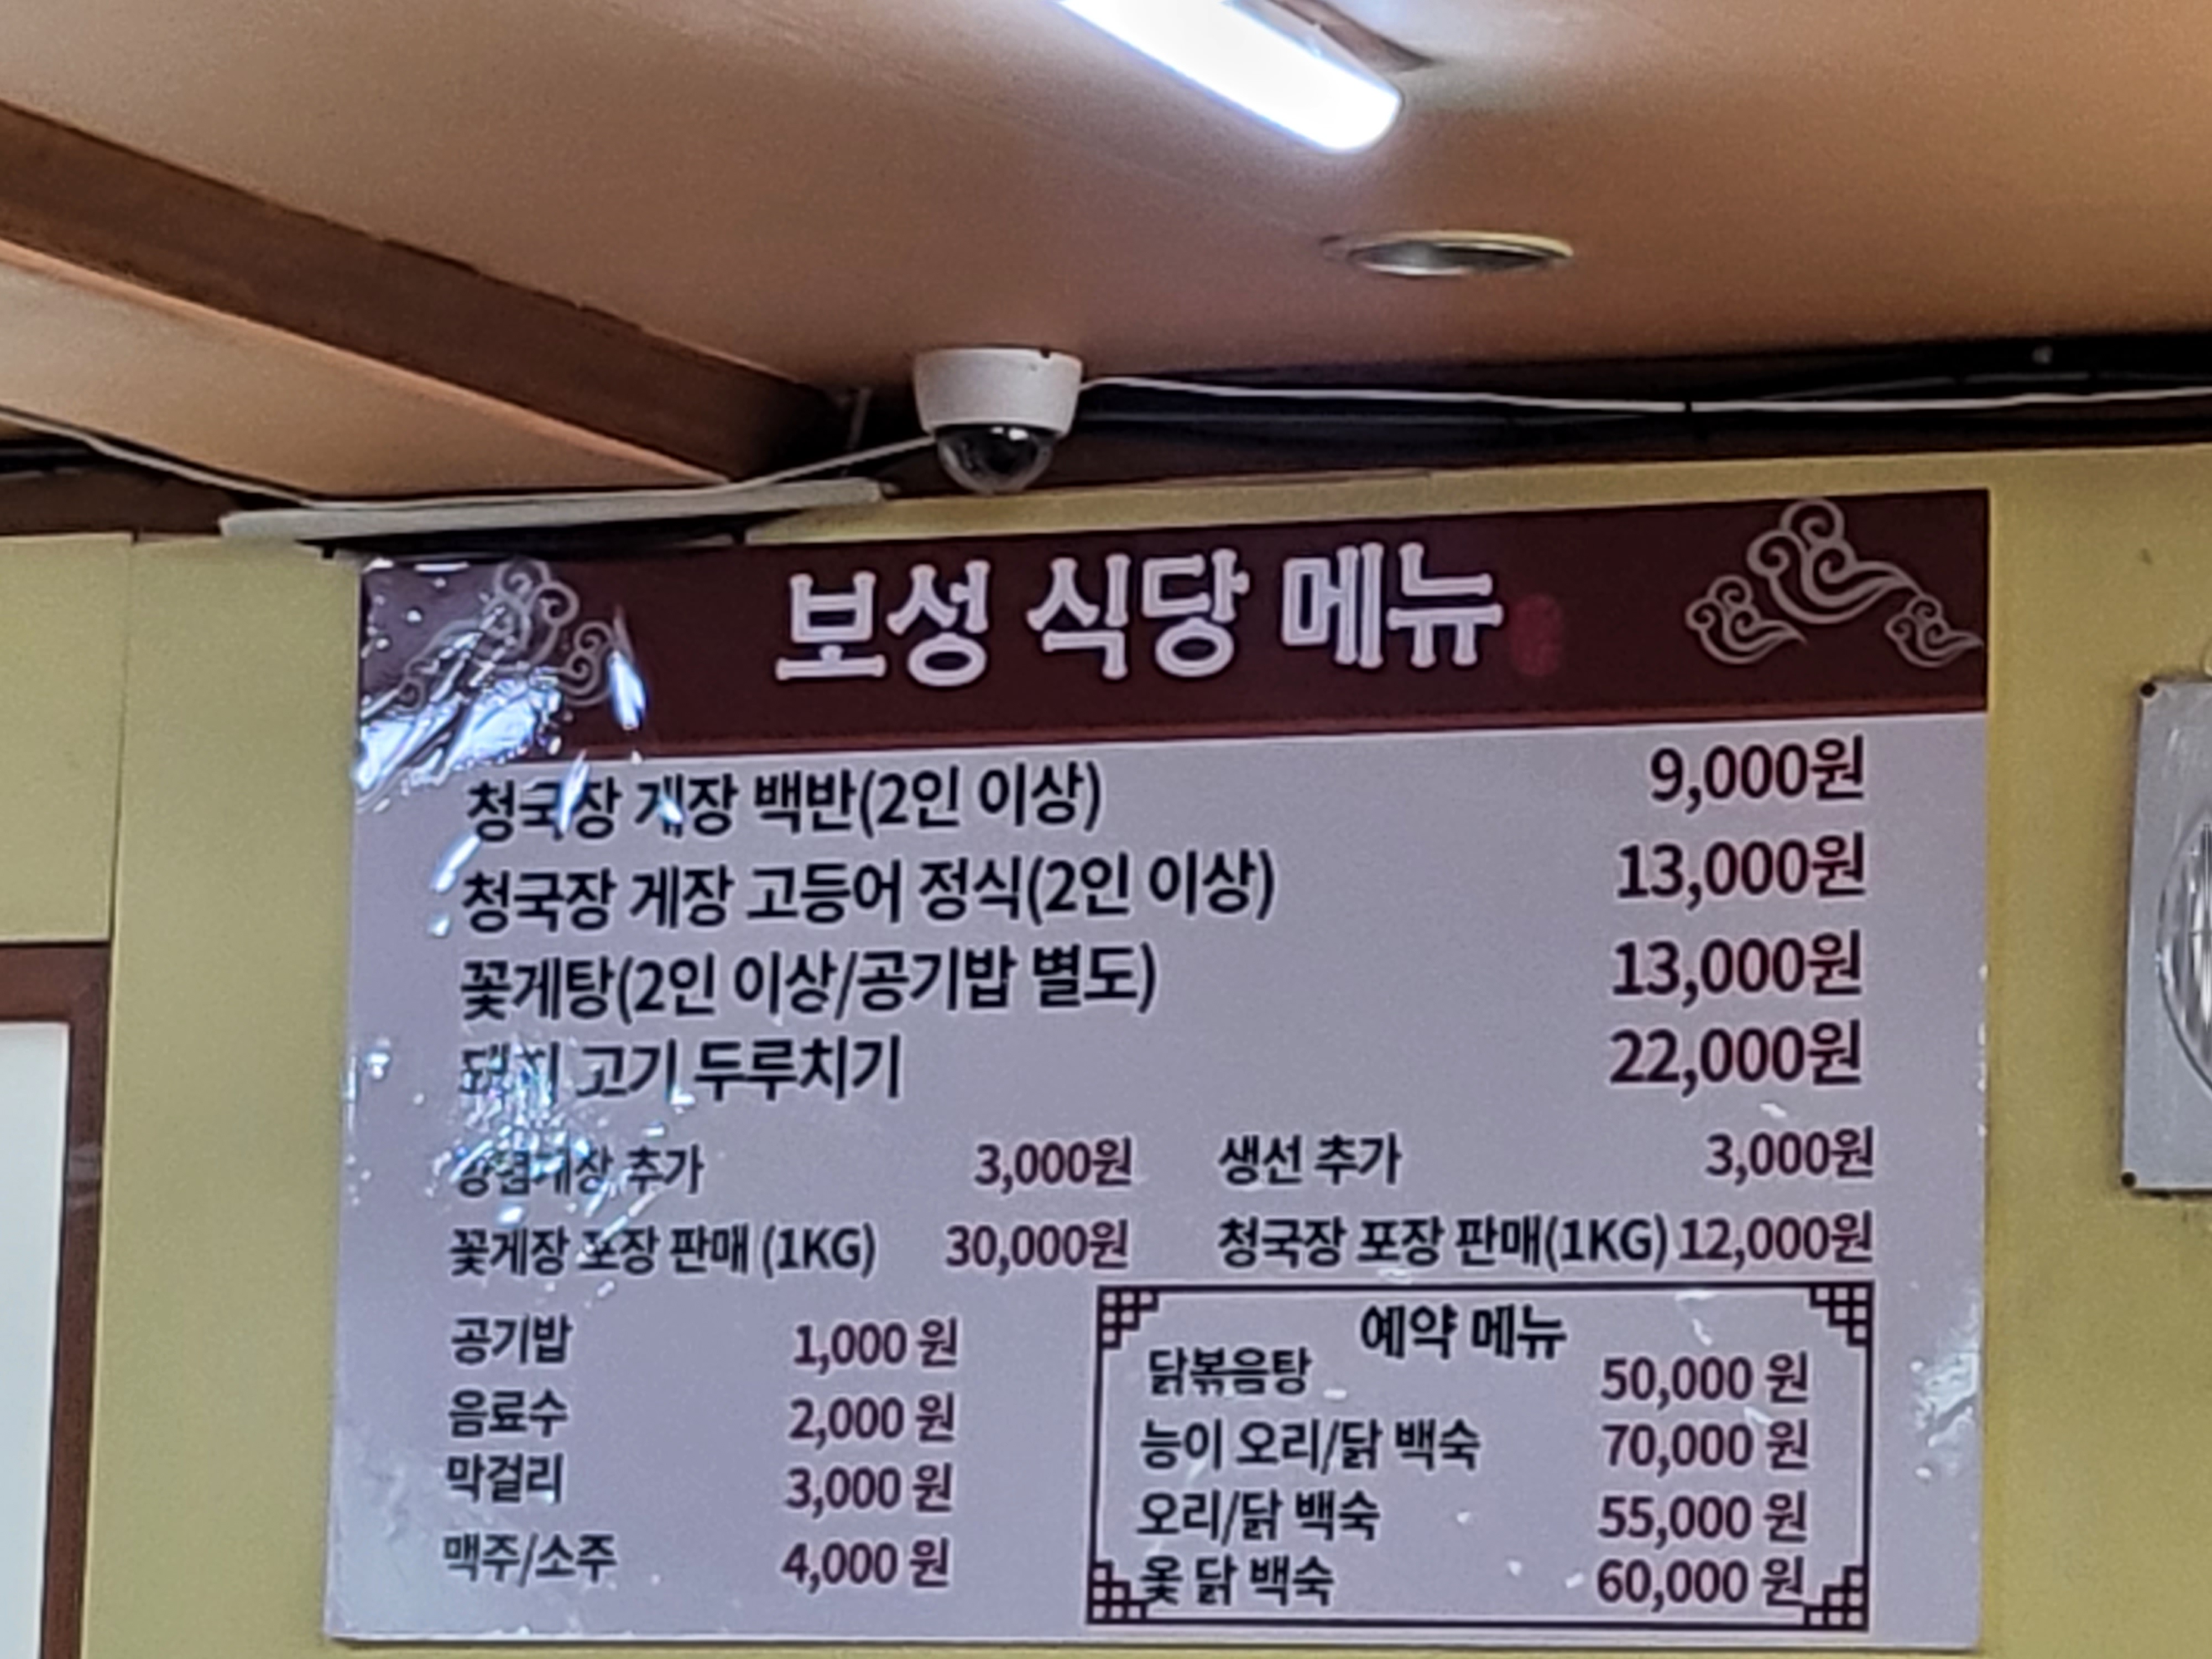 보성 식당 메뉴
청국장 게장 백반(2인 이상) 9,000원
청국장 게장 고등어 정식(2인 이상) 13,000원
꽃게탕(2인 이상/공기밥 별도) 13,000원
돼지 고기 두루치기 22,000원
추가 3,000원 생선 추가 3,000원
꽃게장 포장 판매 (1KG) 30,000원 청국장 포장 판매(1KG) 12,000원
공기밥 1,000 원
음료수 2,000 원
막걸리 3,000 원
맥주/소주 4,000 원
예약 메뉴
닭볶음탕 50,000 원
능이 오리/닭 백숙 70,000 원
오리/닭 백숙 55,000 원
옻 닭 백숙 60,000 원